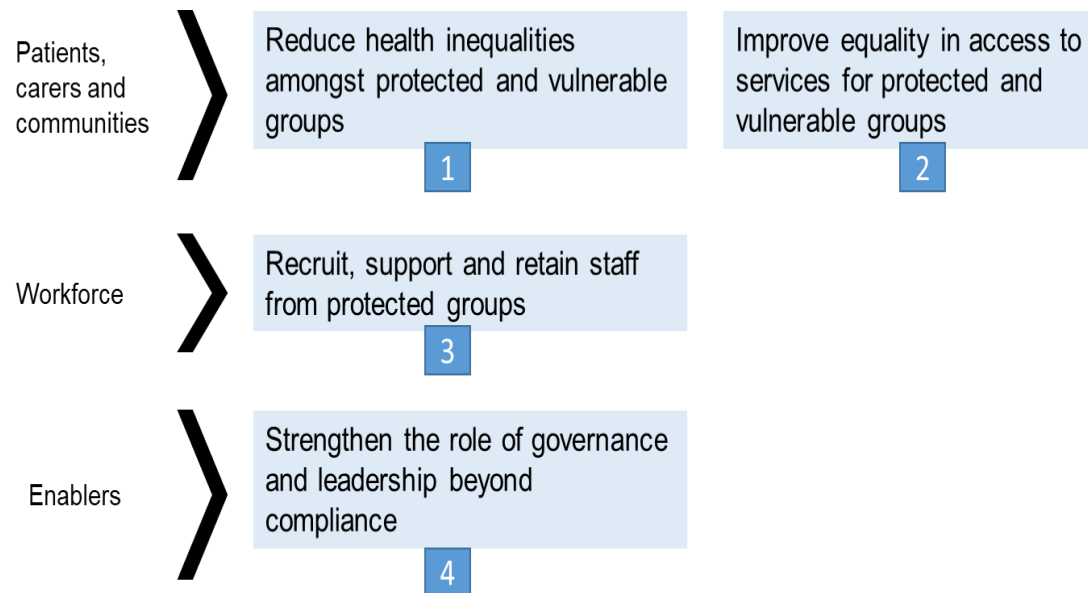 Patients,
carers and
communities
Reduce health inequalities
amongst protected and vulnerable
groups
1
Improve equality in access to
services for protected and
vulnerable groups
2
Workforce
Recruit, support and retain staff
from protected groups
3
Enablers
Strengthen the role of governance
and leadership beyond
compliance
4